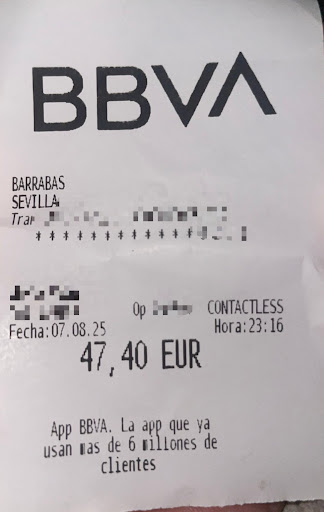 BBVA
BARRABAS
SEVILLA
************
Op CONTACTLESS
Fecha:07.08.25 Hora:23:16
47,40 EUR
App BBVA. La app que ya
usan mas de 6 millones de
clientes